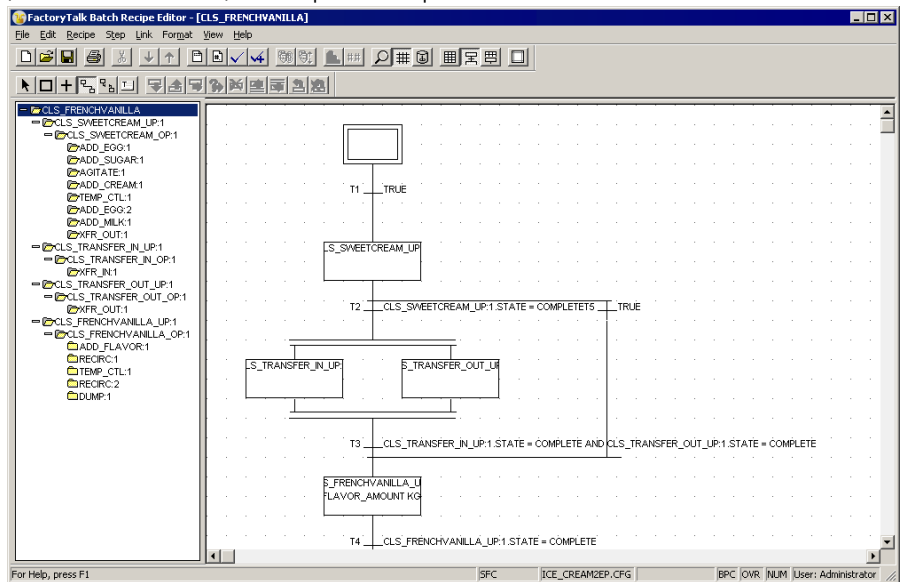 FactoryTalk Batch Recipe Editor - [CLS_FRENCHVANILLA]
File Edit Recipe Step Link Format View Help
CLS_FRENCHVANILLA
CLS_SWEETCREAM_UP:1
CLS_SWEETCREAM_OP:1
ADD_EGG:1
ADD_SUGAR:1
AGITATE:1
ADD_CREAM:1
TEMP_CTL:1
ADD_EGG:2
ADD_MILK:1
XFR_OUT:1
CLS_TRANSFER_IN_UP:1
CLS_TRANSFER_IN_OP:1
XFR_IN:1
CLS_TRANSFER_OUT_UP:1
CLS_TRANSFER_OUT_OP:1
XFR_OUT:1
CLS_FRENCHVANILLA_UP:1
CLS_FRENCHVANILLA_OP:1
ADD_FLAVOR:1
RECIRC:1
TEMP_CTL:1
RECIRC:2
DUMP:1
T1 TRUE
LS_SWEETCREAM_UP
T2 CLS_SWEETCREAM_UP:1.STATE = COMPLETE T5 TRUE
LS_TRANSFER_IN_UP: S_TRANSFER_OUT_UP
T3 CLS_TRANSFER_IN_UP:1.STATE = COMPLETE AND CLS_TRANSFER_OUT_UP:1.STATE = COMPLETE
S_FRENCHVANILLA_U
FLAVOR_AMOUNT KG
T4 CLS_FRENCHVANILLA_UP:1.STATE = COMPLETE
For Help, press F1 SFC ICE_CREAM2EP.CFG BPC OVR NUM User: Administrator